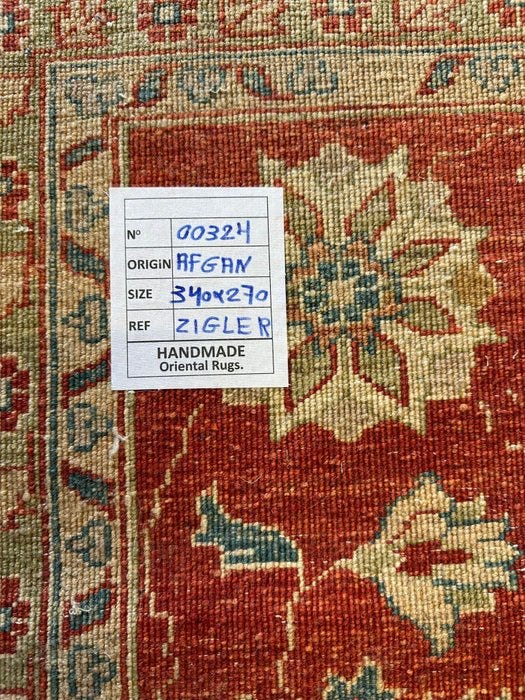 Nº 00324
ORIGiN AFGAN
SIZE 340x270
REF ZIGLER
HANDMADE
Oriental Rugs.